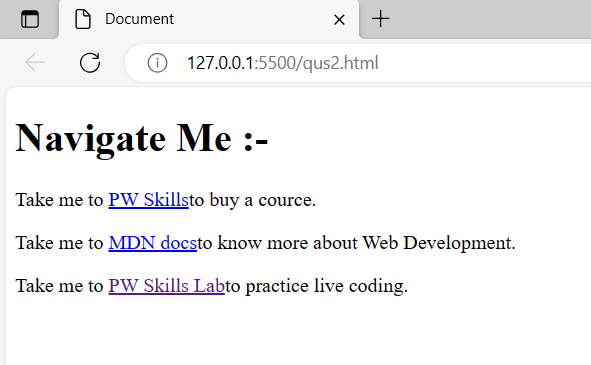 Document
127.0.0.1:5500/qus2.html
Navigate Me :-
Take me to PW Skillsto buy a cource.
Take me to MDN docsto know more about Web Development.
Take me to PW Skills Labto practice live coding.